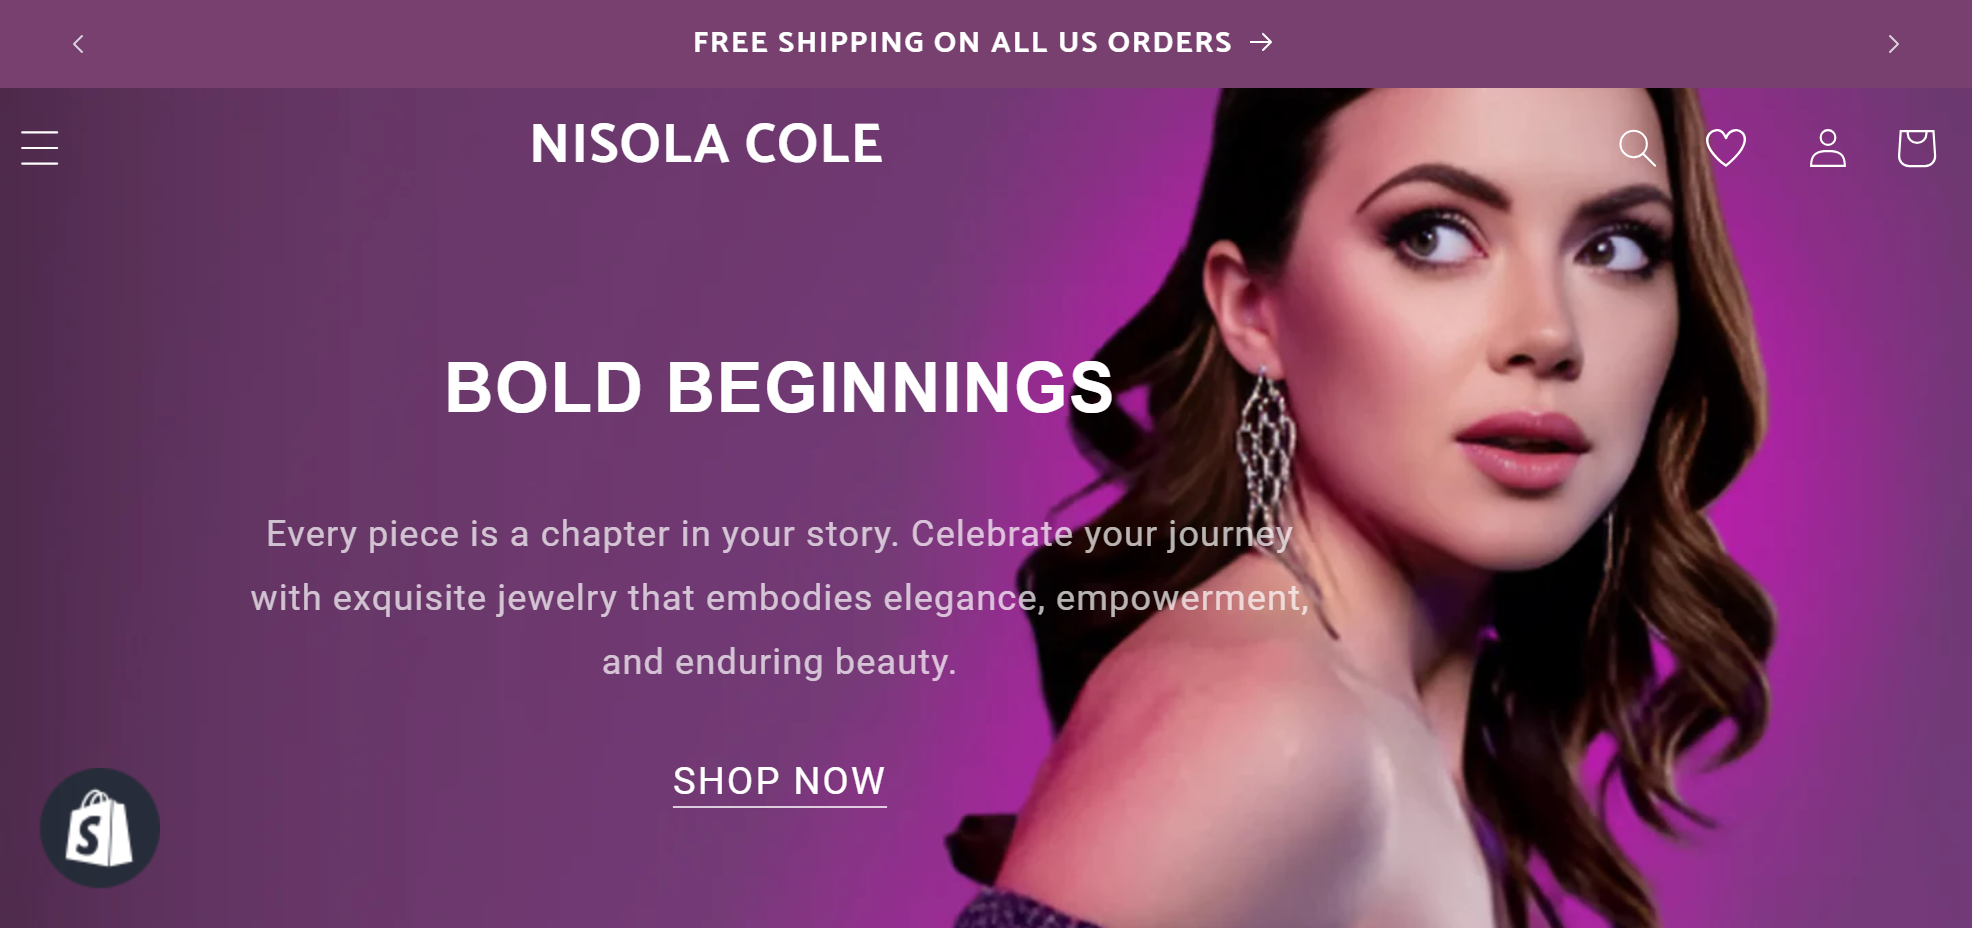 FREE SHIPPING ON ALL US ORDERS
NISOLA COLE
BOLD BEGINNINGS
Every piece is a chapter in your story. Celebrate your journey
with exquisite jewelry that embodies elegance, empowerment,
and enduring beauty.
SHOP NOW
S